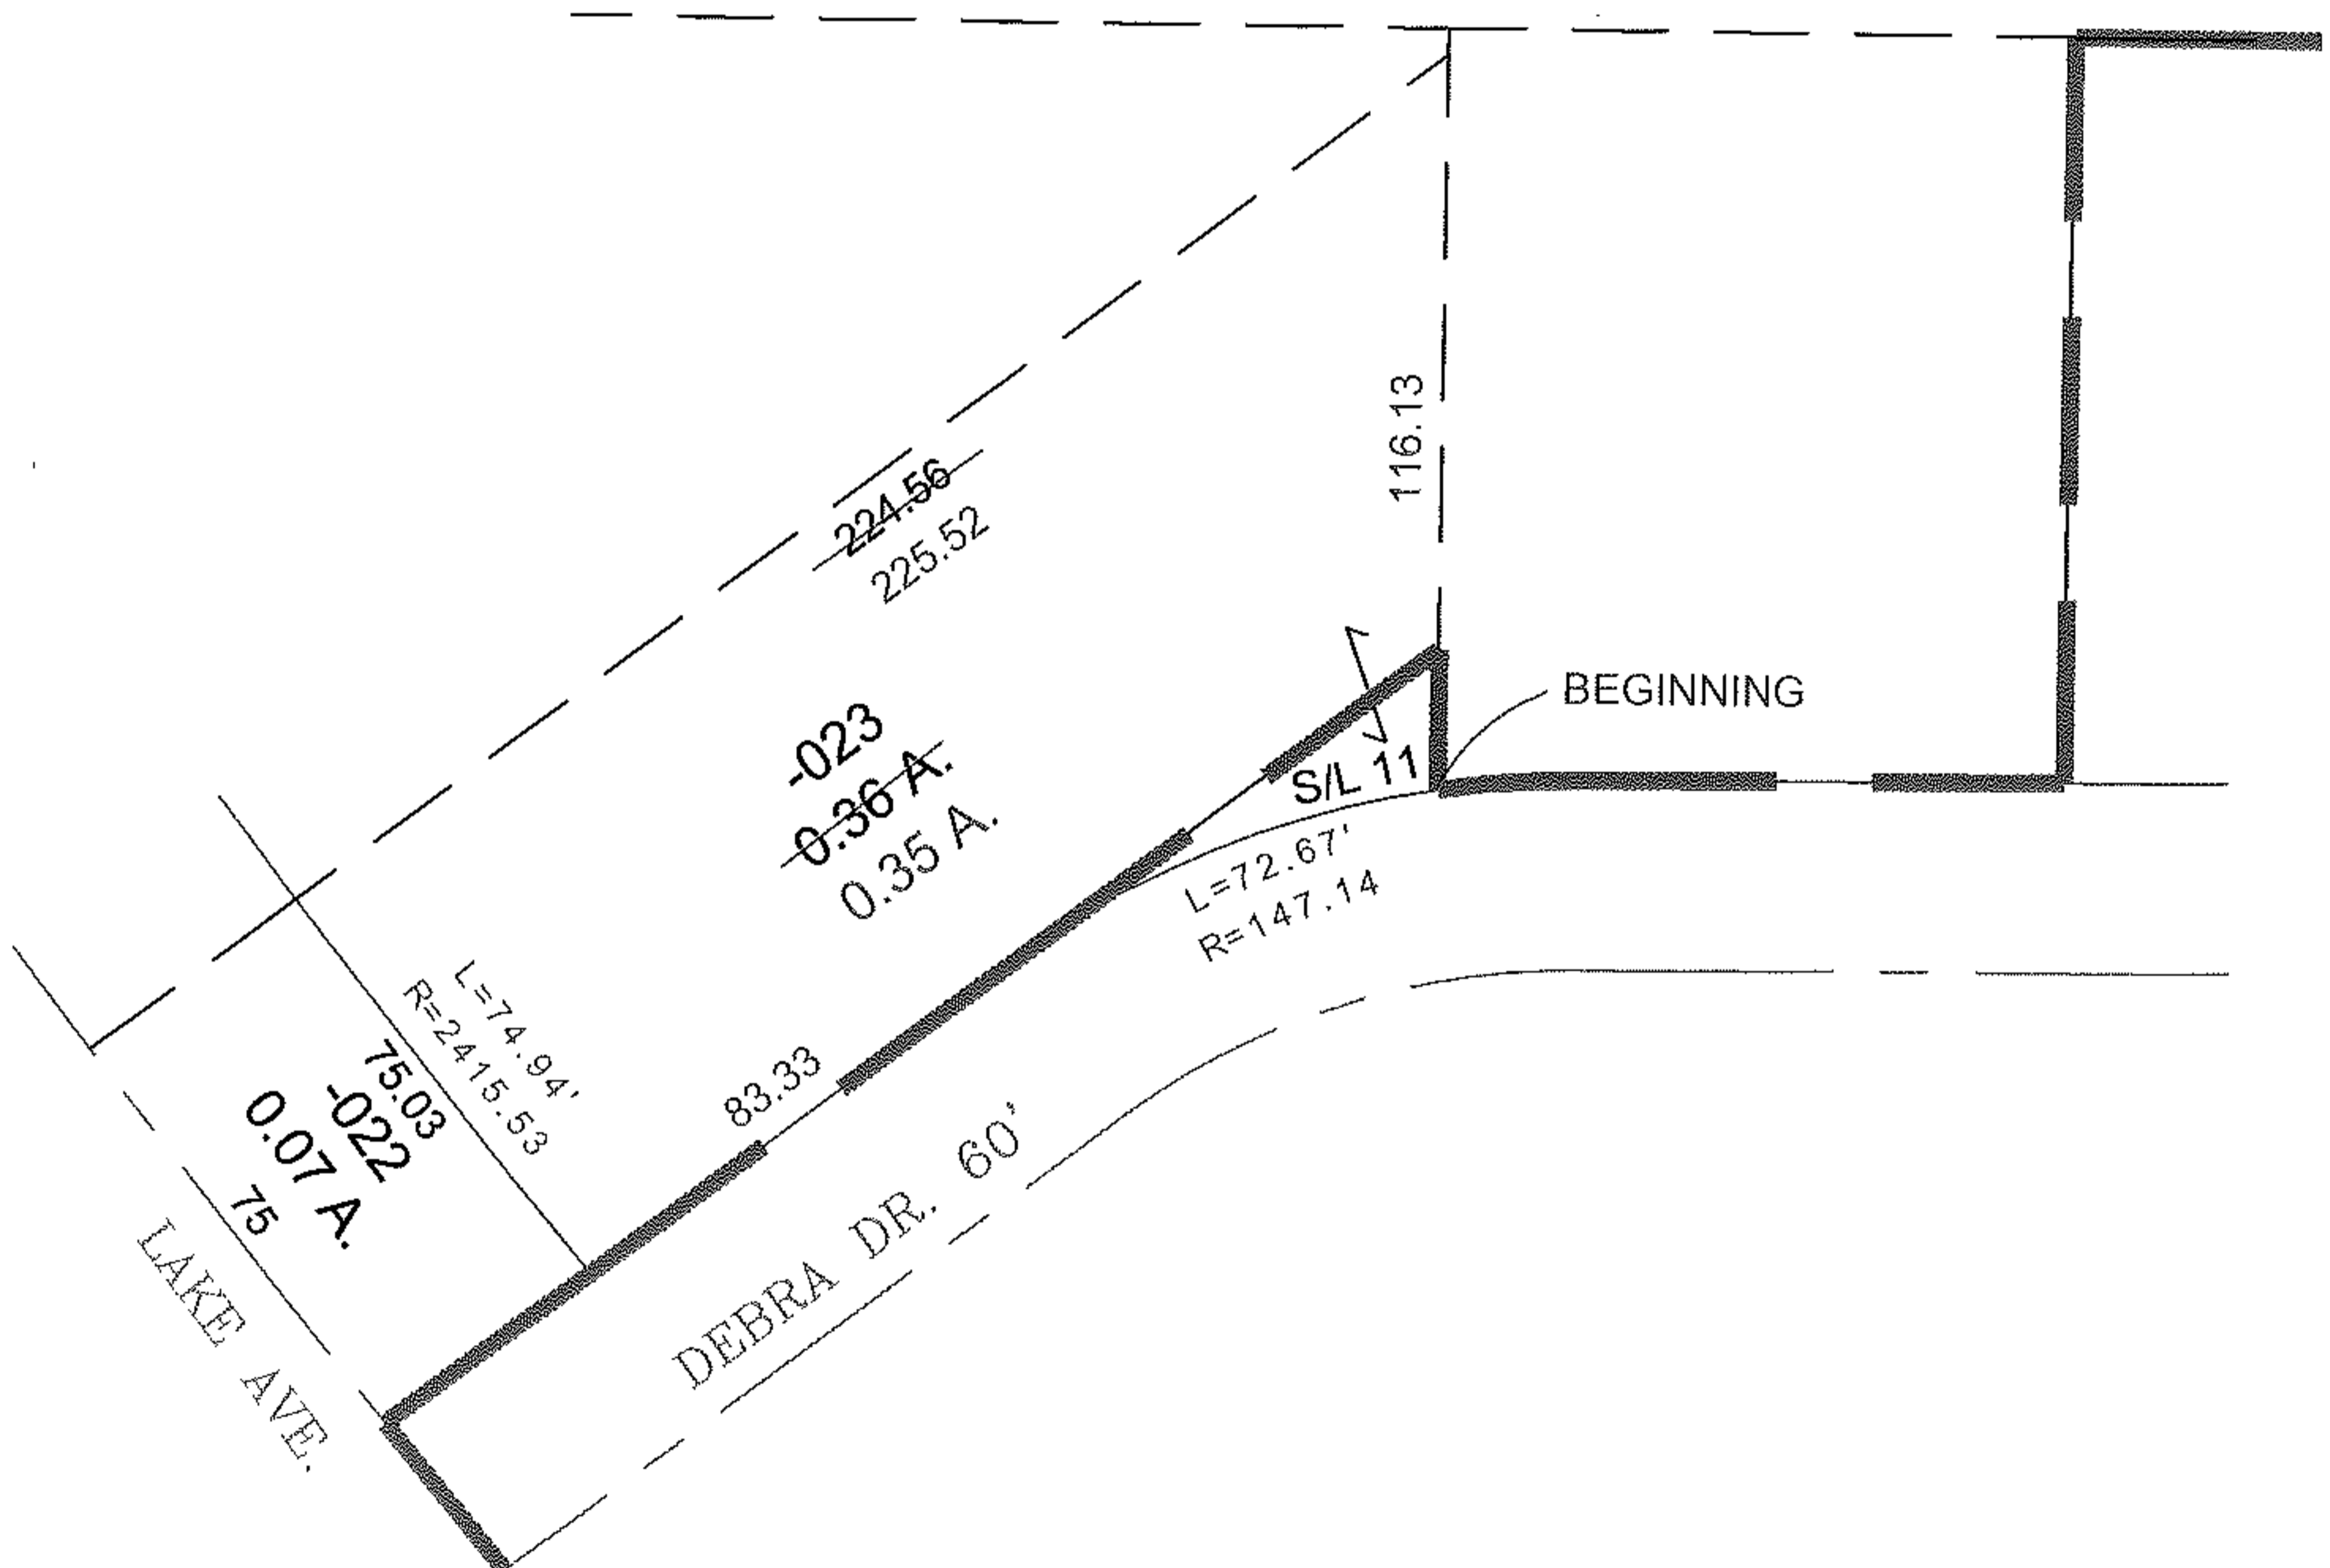 116.13
224.56
225.52
BEGINNING
-023
0.36 A.
0.35 A.
S/L 11
L=72.67'
R=147.14
L=74.94'
R=2415.53
75.03
-022
0.07 A.
75
83.33
LAKE AVE.
DEBRA DR. 60'